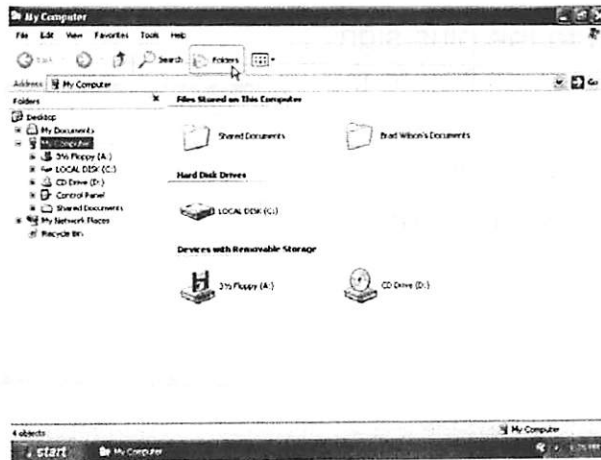 My Computer
File Edit View Favorites Tools Help
Search Folders
Address My Computer Go
Folders
Files Stored on This Computer
Desktop
My Documents
My Computer
3½ Floppy (A:)
LOCAL DISK (C:)
CD Drive (D:)
Control Panel
Shared Documents
My Network Places
Recycle Bin
Shared Documents
Brad Wilson's Documents
Hard Disk Drives
LOCAL DISK (C:)
Devices with Removable Storage
3½ Floppy (A:)
CD Drive (D:)
4 objects
My Computer
start
My Computer